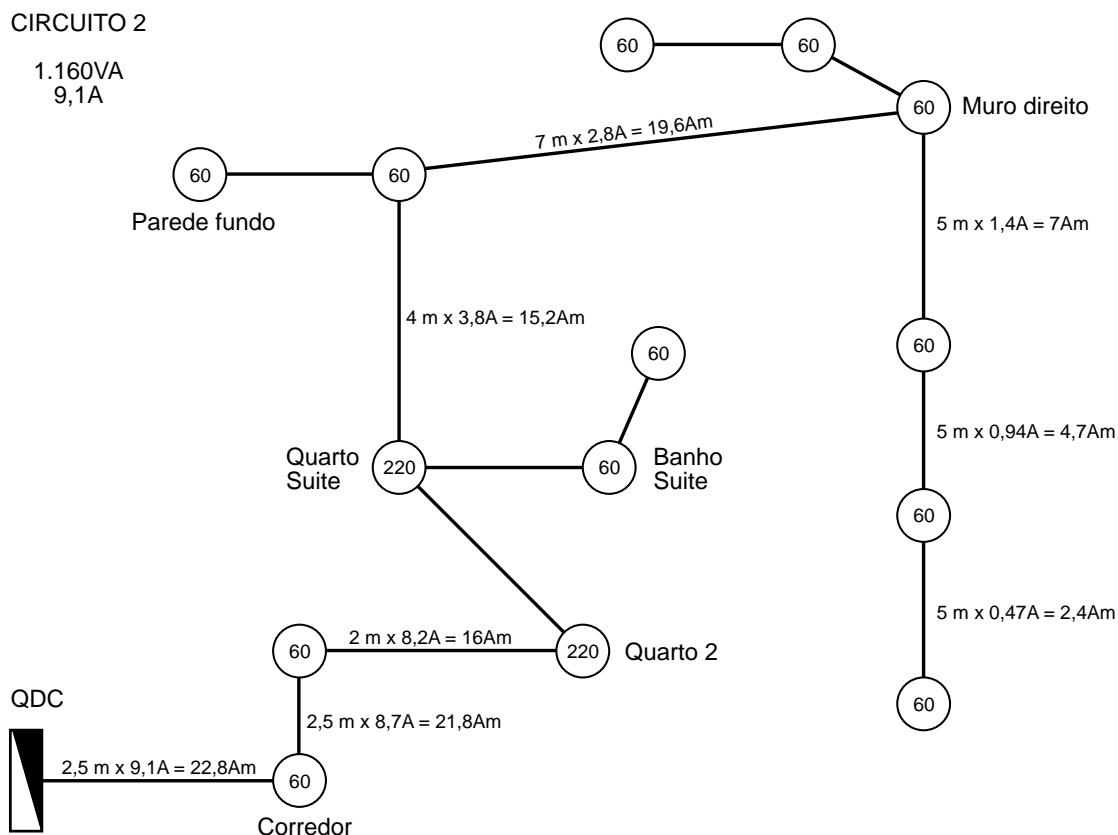 CIRCUITO 2
1.160VA
9,1A
60
60
60
Muro direito
7 m x 2,8A = 19,6Am
60
60
Parede fundo
5 m x 1,4A = 7Am
4 m x 3,8A = 15,2Am
60
60
Quarto
Suite
220
60
Banho
Suite
5 m x 0,94A = 4,7Am
60
5 m x 0,47A = 2,4Am
60
2 m x 8,2A = 16Am
220
Quarto 2
60
QDC
2,5 m x 8,7A = 21,8Am
2,5 m x 9,1A = 22,8Am
60
Corredor